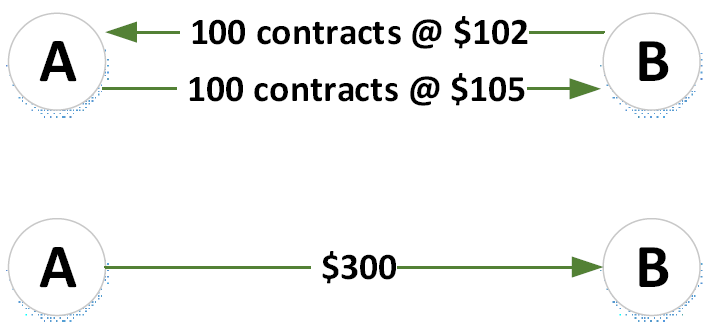 100 contracts @ $102
A B
100 contracts @ $105
A $300 B